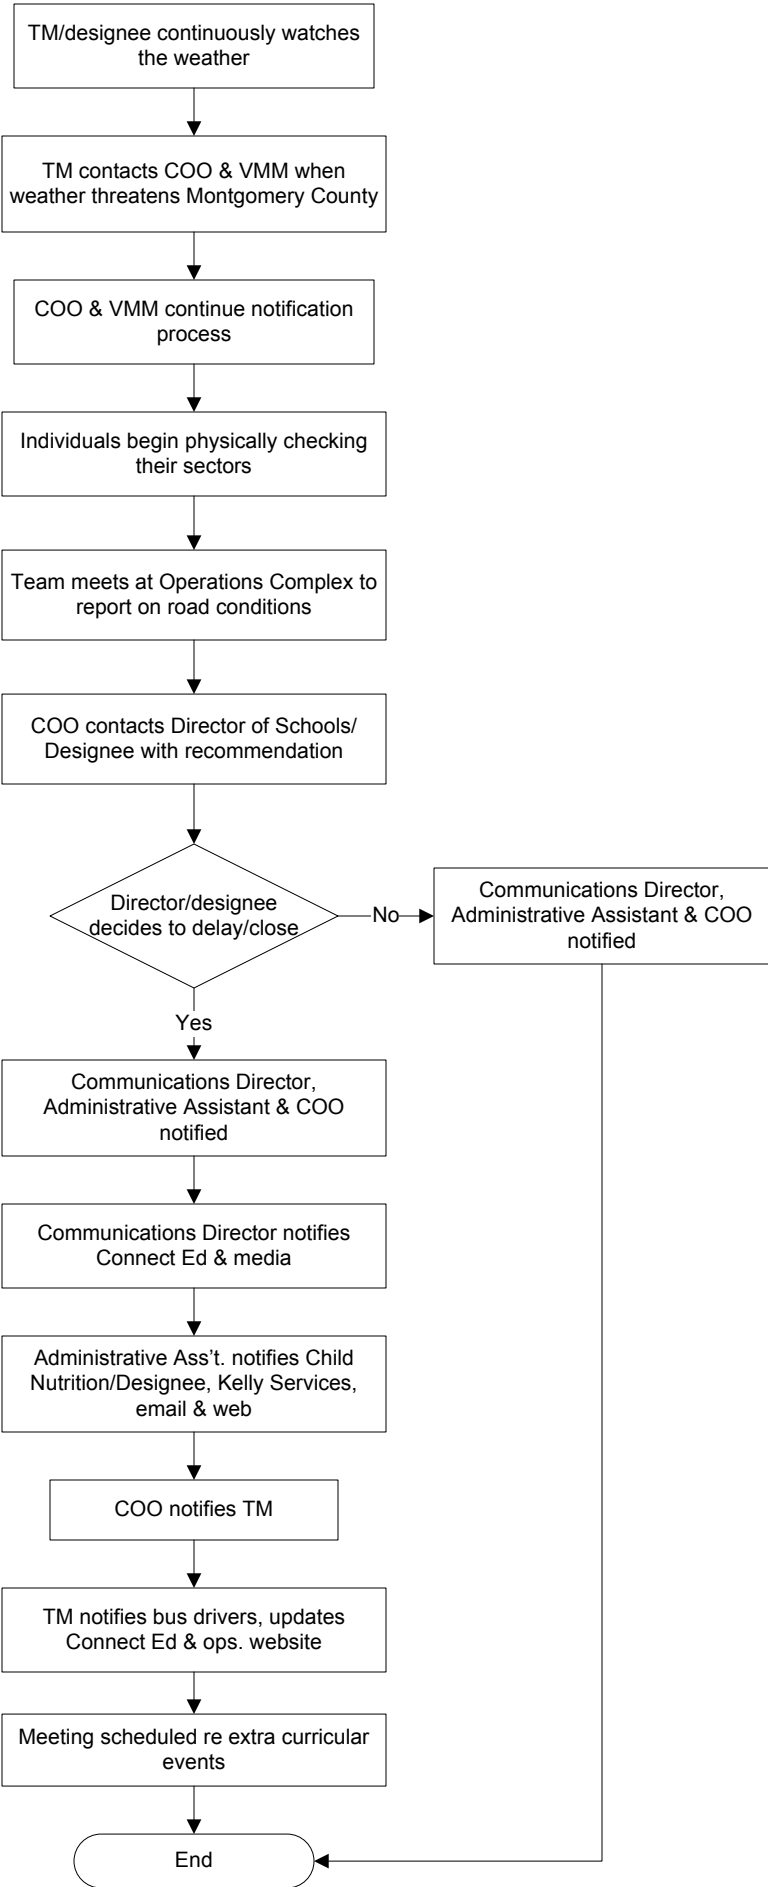 TM/designee continuously watches
the weather
TM contacts COO & VMM when
weather threatens Montgomery County
COO & VMM continue notification
process
Individuals begin physically checking
their sectors
Team meets at Operations Complex to
report on road conditions
COO contacts Director of Schools/
Designee with recommendation
Director/designee
decides to delay/close
No
Communications Director,
Administrative Assistant & COO
notified
Yes
Communications Director,
Administrative Assistant & COO
notified
Communications Director notifies
Connect Ed & media
Administrative Ass’t. notifies Child
Nutrition/Designee, Kelly Services,
email & web
COO notifies TM
TM notifies bus drivers, updates
Connect Ed & ops. website
Meeting scheduled re extra curricular
events
End